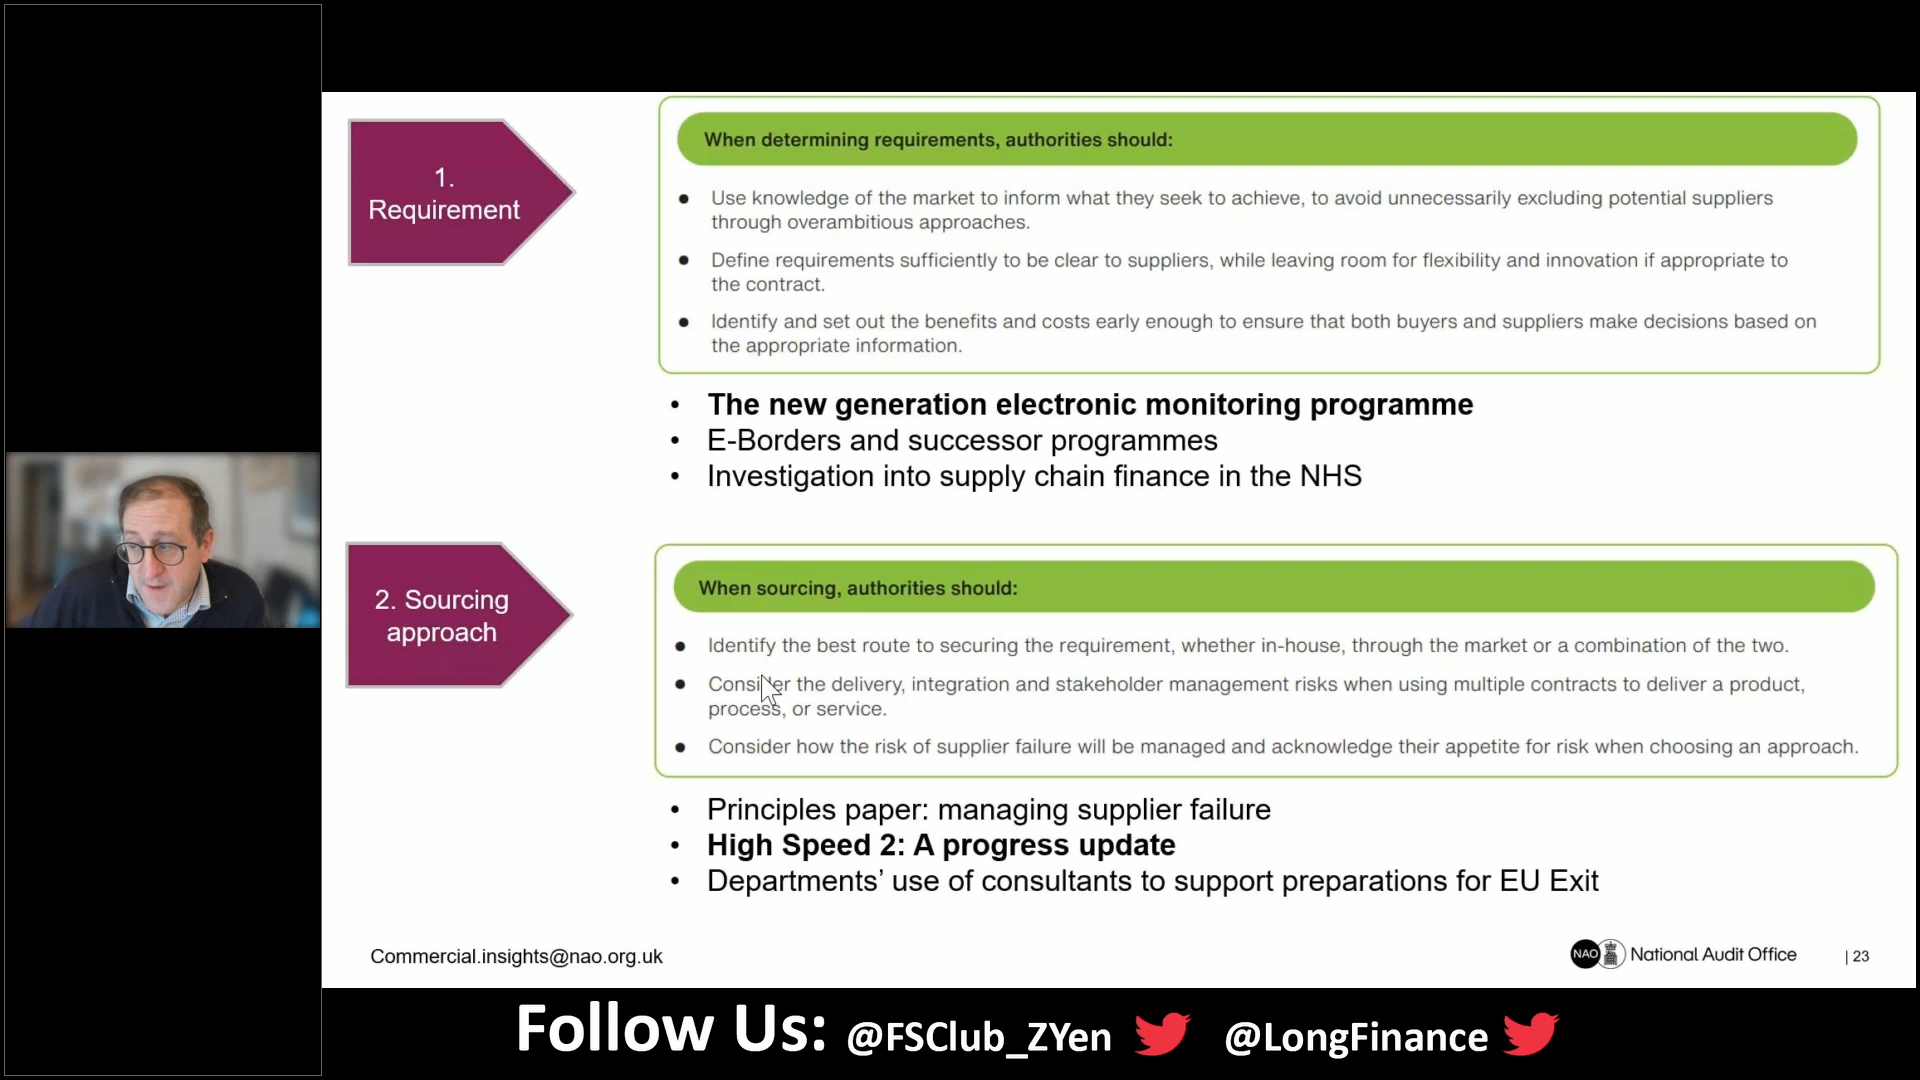 1.
Requirement
When determining requirements, authorities should:
● Use knowledge of the market to inform what they seek to achieve, to avoid unnecessarily excluding potential suppliers
through overambitious approaches.
● Define requirements sufficiently to be clear to suppliers, while leaving room for flexibility and innovation if appropriate to
the contract.
● Identify and set out the benefits and costs early enough to ensure that both buyers and suppliers make decisions based on
the appropriate information.
• The new generation electronic monitoring programme
• E-Borders and successor programmes
• Investigation into supply chain finance in the NHS
2. Sourcing
approach
When sourcing, authorities should:
● Identify the best route to securing the requirement, whether in-house, through the market or a combination of the two.
● Consider the delivery, integration and stakeholder management risks when using multiple contracts to deliver a product,
process, or service.
● Consider how the risk of supplier failure will be managed and acknowledge their appetite for risk when choosing an approach.
• Principles paper: managing supplier failure
• High Speed 2: A progress update
• Departments’ use of consultants to support preparations for EU Exit
Commercial.insights@nao.org.uk
NAO National Audit Office
| 23
Follow Us: @FSClub_ZYen @LongFinance